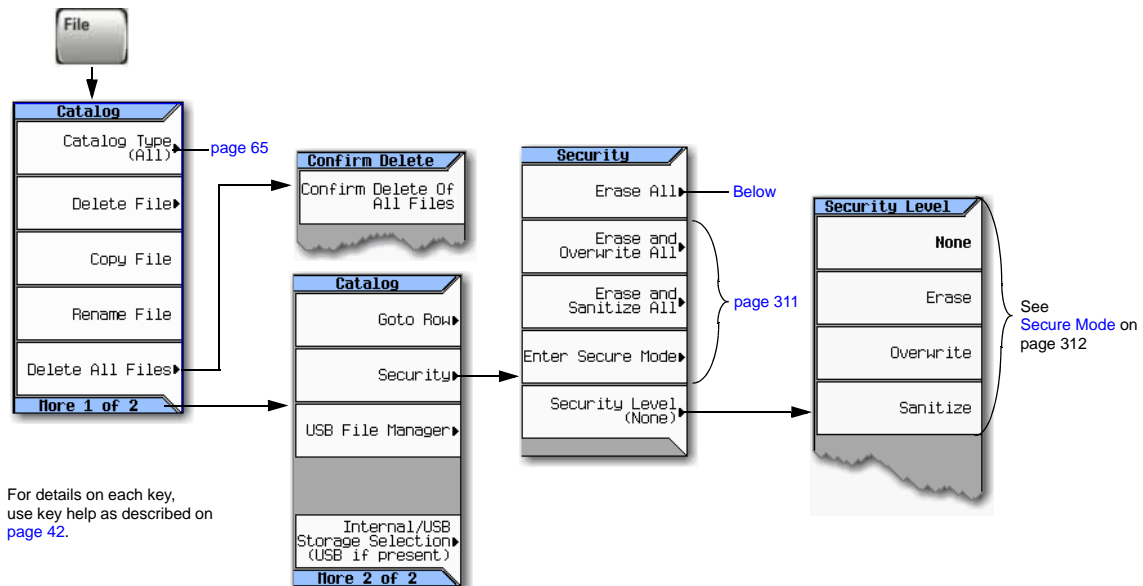 File
Catalog
Catalog Type
(All)
page 65
Delete File
Copy File
Rename File
Delete All Files
More 1 of 2
For details on each key,
use key help as described on
page 42.
Confirm Delete
Confirm Delete Of
All Files
Catalog
Goto Row
Security
USB File Manager
Internal/USB
Storage Selection
(USB if present)
More 2 of 2
Security
Erase All
Below
Erase and
Overwrite All
Erase and
Sanitize All
page 311
Enter Secure Mode
Security Level
(None)
Security Level
None
Erase
Overwrite
Sanitize
See
Secure Mode on
page 312